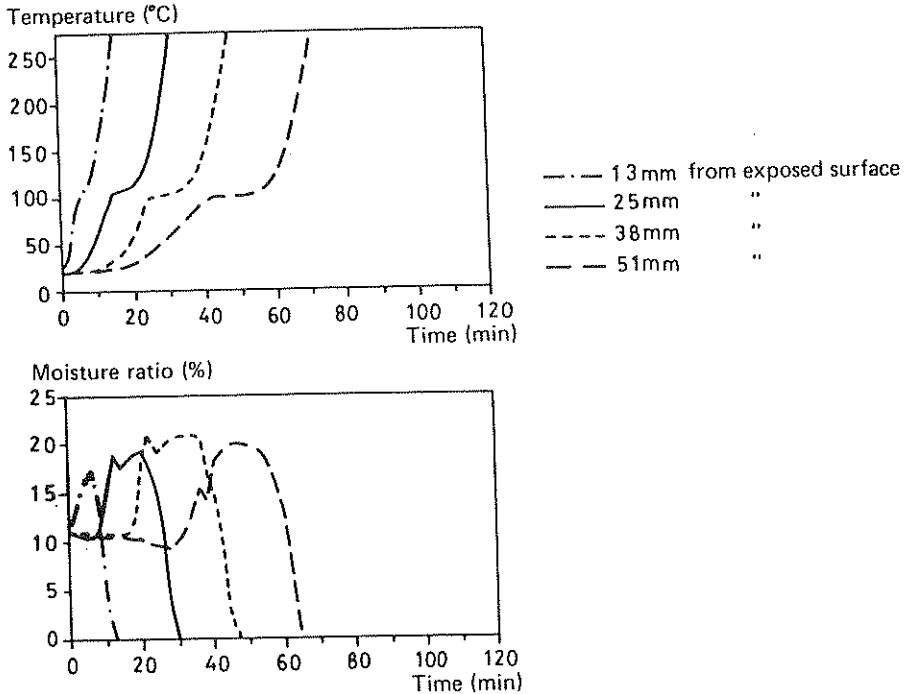 Temperature (°C)
250
200
150
100
50
0
0 20 40 60 80 100 120
Time (min)
13mm from exposed surface
25mm "
38mm "
51mm "
Moisture ratio (%)
25
20
15
10
5
0
0 20 40 60 80 100 120
Time (min)